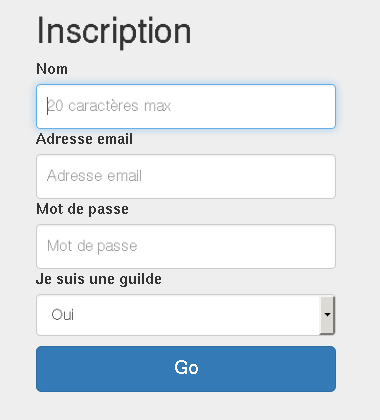 Inscription
Nom
20 caractères max
Adresse email
Adresse email
Mot de passe
Mot de passe
Je suis une guilde
Oui
Go